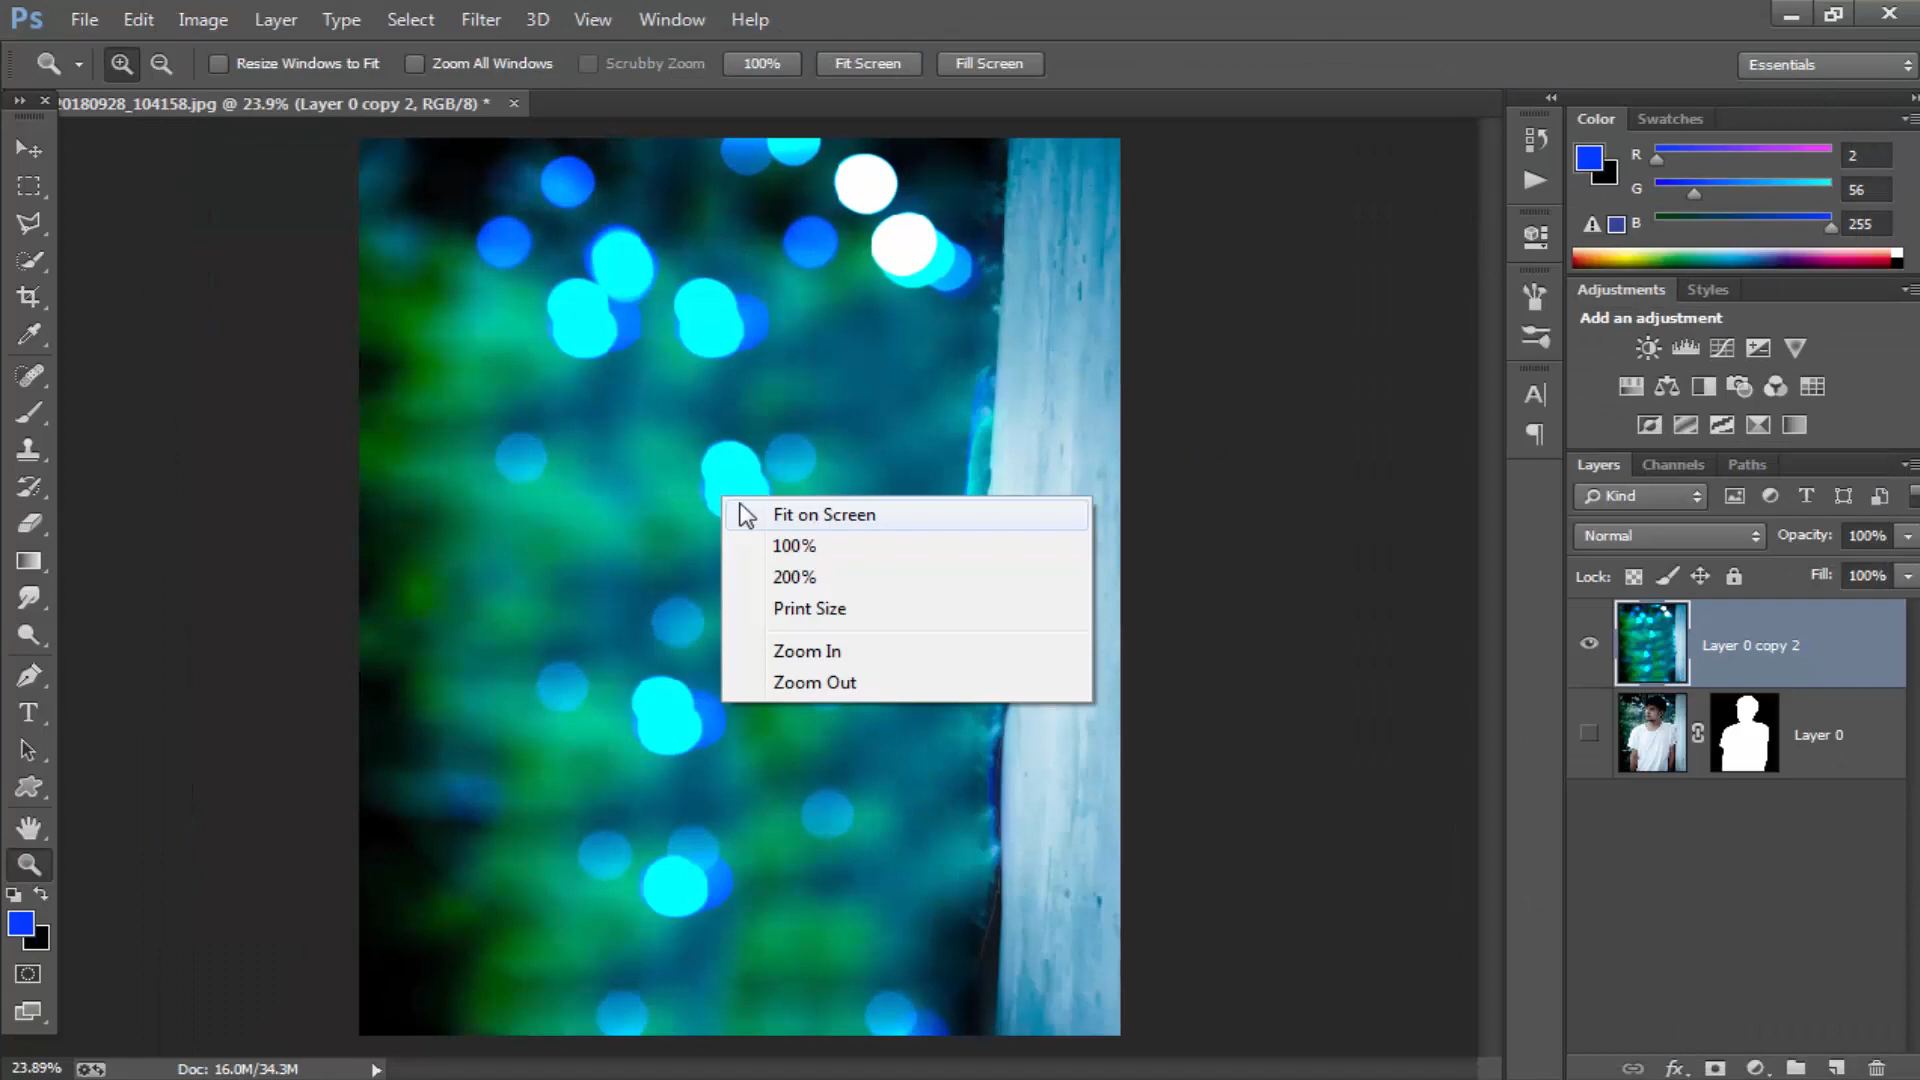 Ps File Edit Image Layer Type Select Filter 3D View Window Help
Resize Windows to Fit Zoom All Windows Scrubby Zoom 100% Fit Screen Fill Screen Essentials
20180928_104158.jpg @ 23.9% (Layer 0 copy 2, RGB/8) *
Color Swatches
R 2
G 56
B 255
Adjustments Styles
Add an adjustment
Layers Channels Paths
Kind
Normal Opacity: 100%
Lock: Fill: 100%
Layer 0 copy 2
Layer 0
Fit on Screen
100%
200%
Print Size
Zoom In
Zoom Out
23.89% Doc: 16.0M/34.3M